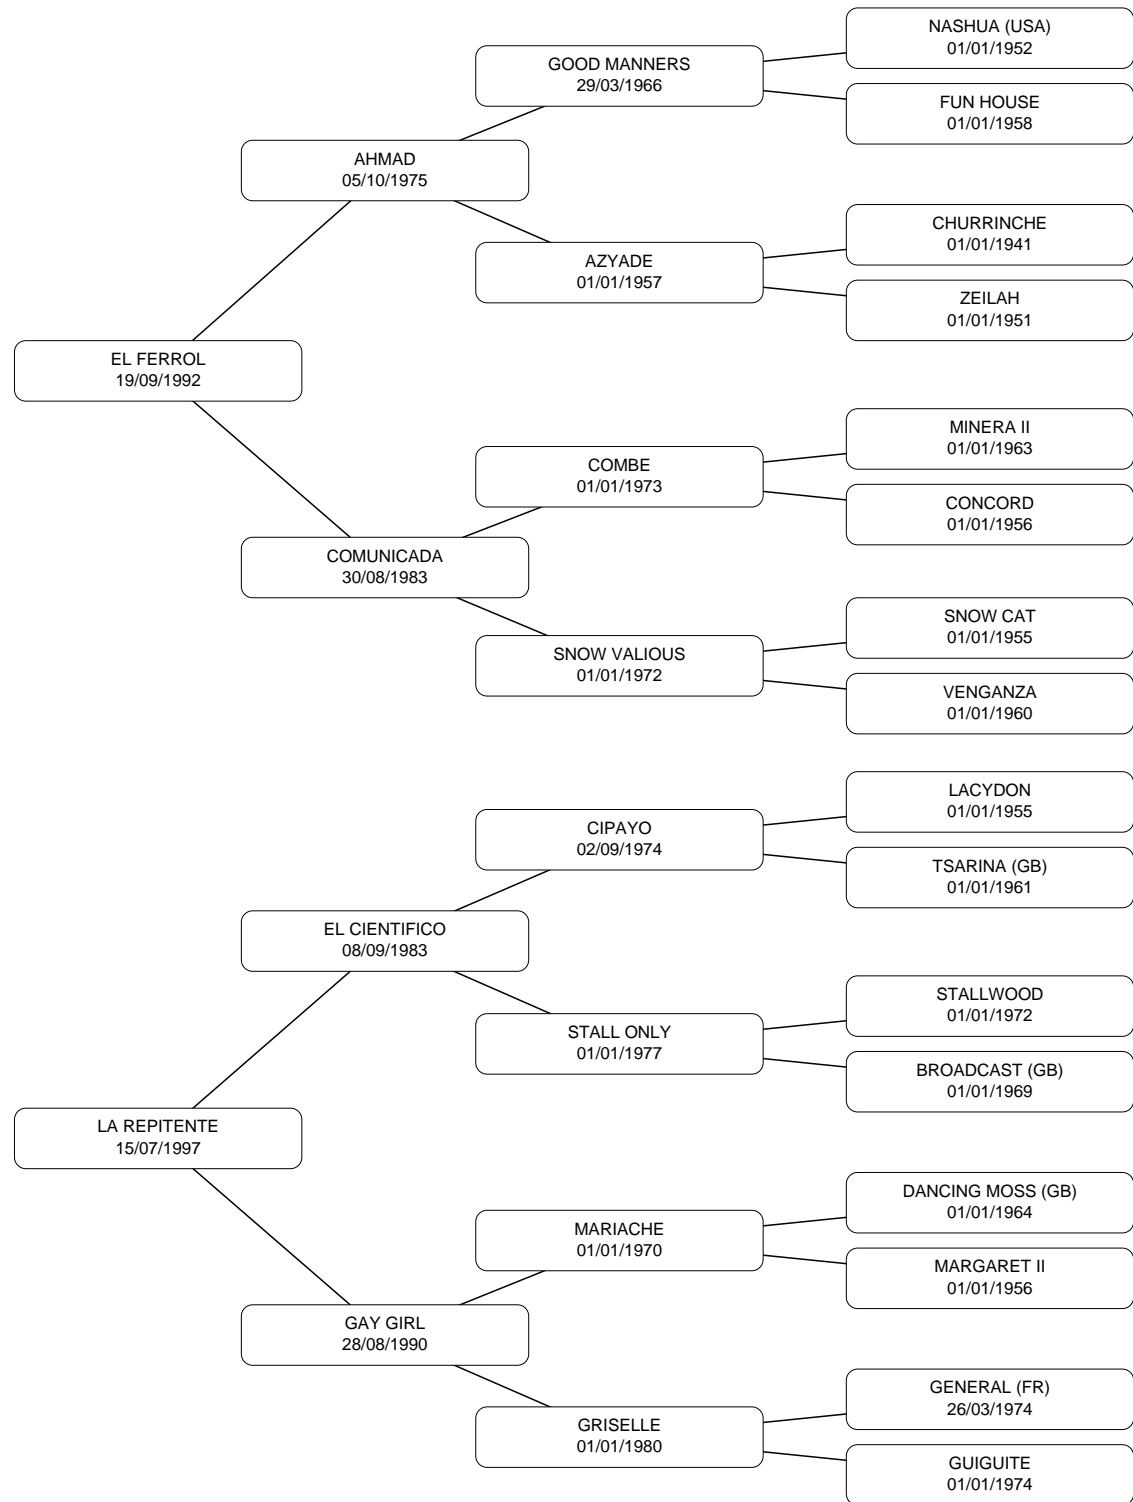 NASHUA (USA)
01/01/1952
GOOD MANNERS
29/03/1966
FUN HOUSE
01/01/1958
AHMAD
05/10/1975
CHURRINCHE
01/01/1941
AZYADE
01/01/1957
ZEILAH
01/01/1951
EL FERROL
19/09/1992
MINERA II
01/01/1963
COMBE
01/01/1973
CONCORD
01/01/1956
COMUNICADA
30/08/1983
SNOW CAT
01/01/1955
SNOW VALIOUS
01/01/1972
VENGANZA
01/01/1960
LACYDON
01/01/1955
CIPAYO
02/09/1974
TSARINA (GB)
01/01/1961
EL CIENTIFICO
08/09/1983
STALLWOOD
01/01/1972
STALL ONLY
01/01/1977
BROADCAST (GB)
01/01/1969
LA REPITENTE
15/07/1997
DANCING MOSS (GB)
01/01/1964
MARIACHE
01/01/1970
MARGARET II
01/01/1956
GAY GIRL
28/08/1990
GENERAL (FR)
26/03/1974
GRISELLE
01/01/1980
GUIGUITE
01/01/1974